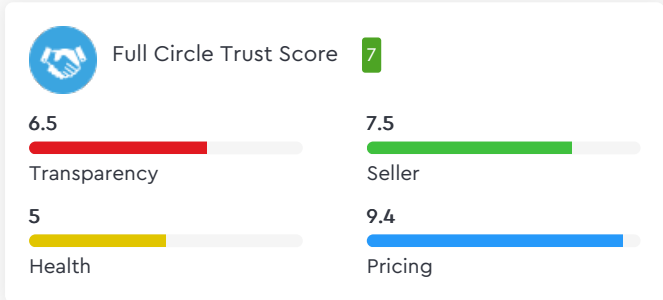 Full Circle Trust Score 7
6.5
Transparency
7.5
Seller
5
Health
9.4
Pricing